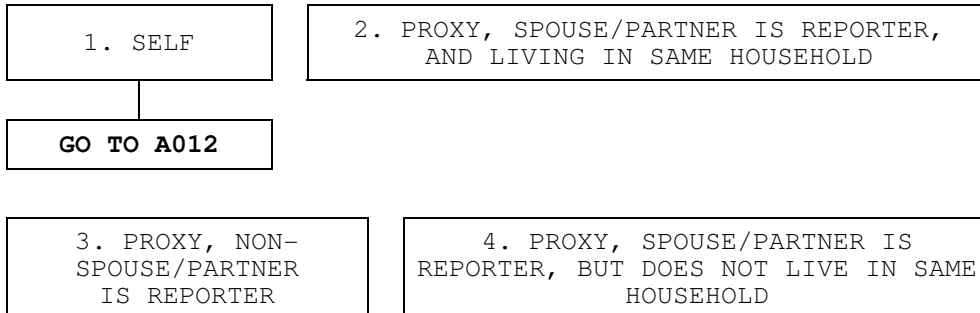 1. SELF
2. PROXY, SPOUSE/PARTNER IS REPORTER,
AND LIVING IN SAME HOUSEHOLD
GO TO A012
3. PROXY, NON-
SPOUSE/PARTNER
IS REPORTER
4. PROXY, SPOUSE/PARTNER IS
REPORTER, BUT DOES NOT LIVE IN SAME
HOUSEHOLD